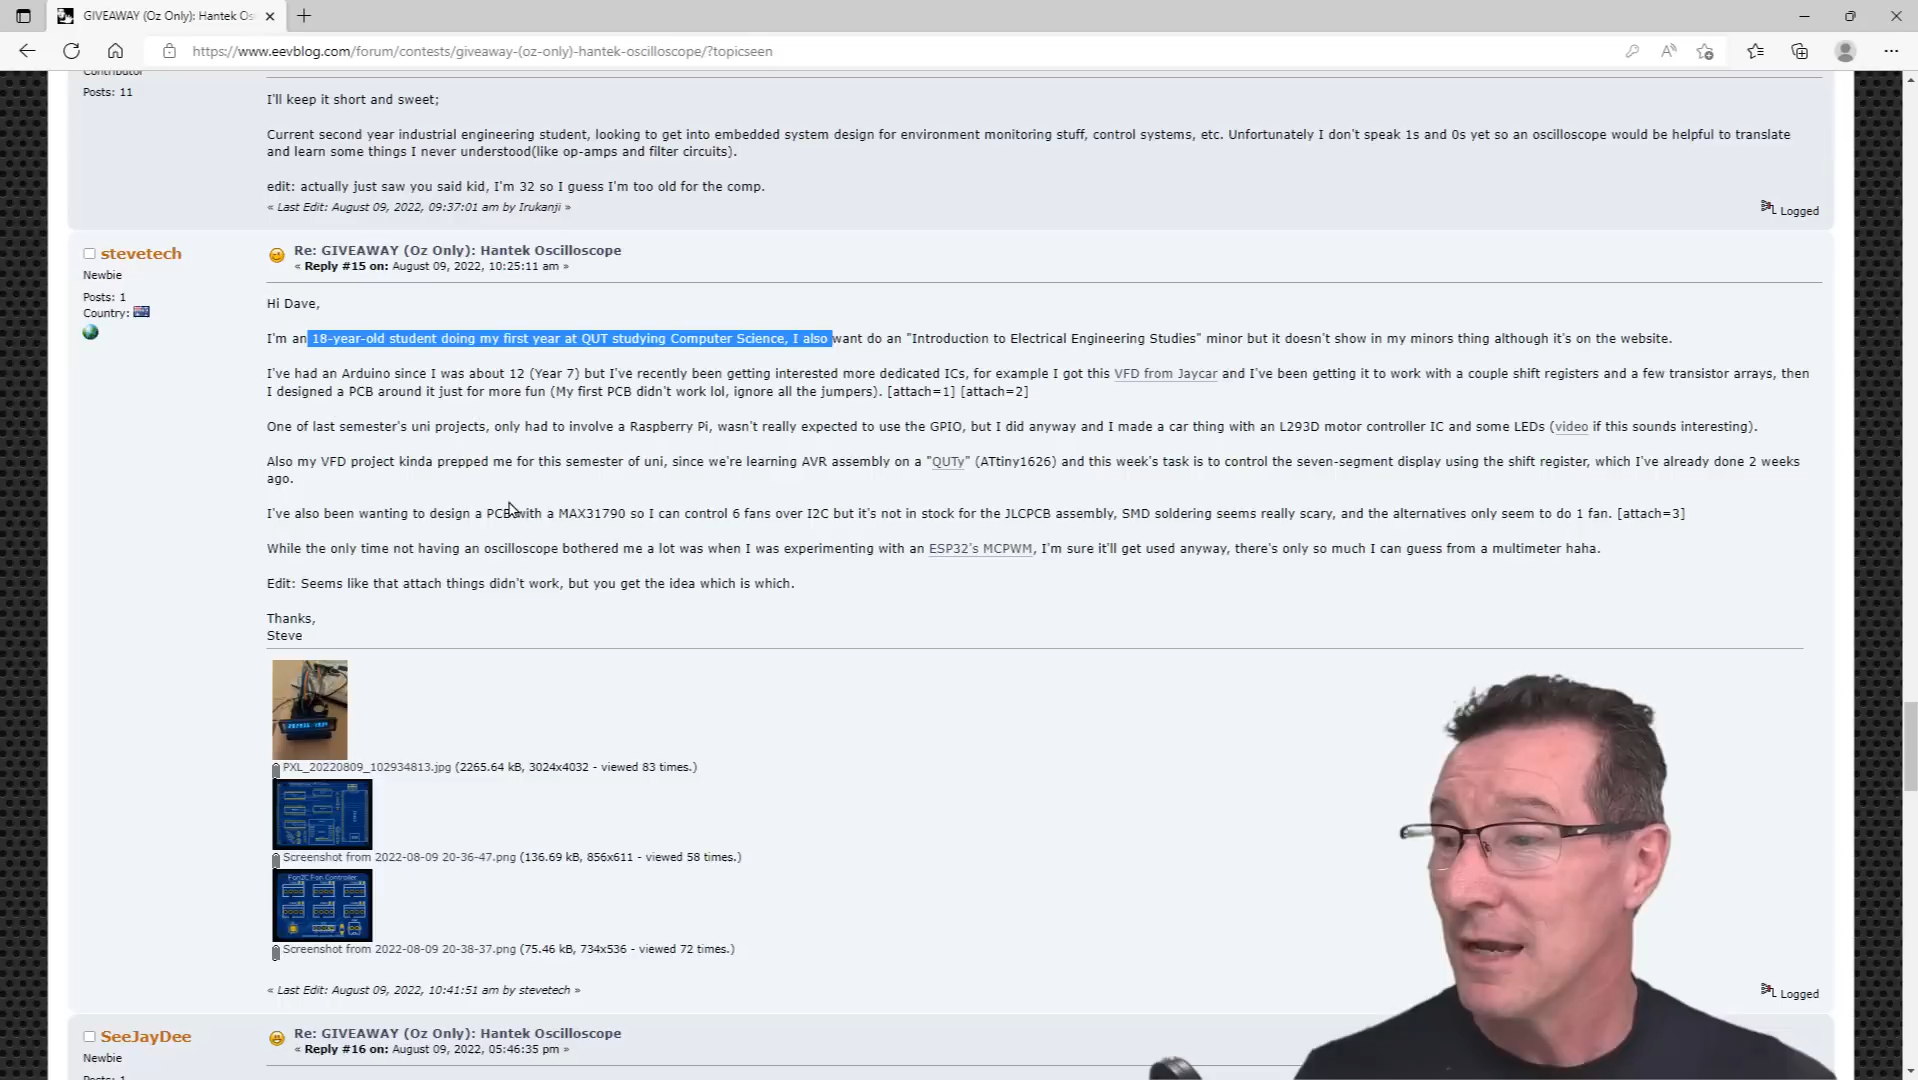 GIVEAWAY (Oz Only): Hantek Os
https://www.eevblog.com/forum/contests/giveaway-(oz-only)-hantek-oscilloscope/?topicseen
Contributor
Posts: 11
I'll keep it short and sweet;
Current second year industrial engineering student, looking to get into embedded system design for environment monitoring stuff, control systems, etc. Unfortunately I don't speak 1s and 0s yet so an oscilloscope would be helpful to translate
and learn some things I never understood(like op-amps and filter circuits).
edit: actually just saw you said kid, I'm 32 so I guess I'm too old for the comp.
« Last Edit: August 09, 2022, 09:37:01 am by Irukanji »
Logged
stevetech
Newbie
Posts: 1
Country:
Re: GIVEAWAY (Oz Only): Hantek Oscilloscope
« Reply #15 on: August 09, 2022, 10:25:11 am »
Hi Dave,
I'm an 18-year-old student doing my first year at QUT studying Computer Science, I also want do an "Introduction to Electrical Engineering Studies" minor but it doesn't show in my minors thing although it's on the website.
I've had an Arduino since I was about 12 (Year 7) but I've recently been getting interested more dedicated ICs, for example I got this VFD from Jaycar and I've been getting it to work with a couple shift registers and a few transistor arrays, then
I designed a PCB around it just for more fun (My first PCB didn't work lol, ignore all the jumpers). [attach=1] [attach=2]
One of last semester's uni projects, only had to involve a Raspberry Pi, wasn't really expected to use the GPIO, but I did anyway and I made a car thing with an L293D motor controller IC and some LEDs (video if this sounds interesting).
Also my VFD project kinda prepped me for this semester of uni, since we're learning AVR assembly on a "QUTy" (ATtiny1626) and this week's task is to control the seven-segment display using the shift register, which I've already done 2 weeks
ago.
I've also been wanting to design a PCB with a MAX31790 so I can control 6 fans over I2C but it's not in stock for the JLCPCB assembly, SMD soldering seems really scary, and the alternatives only seem to do 1 fan. [attach=3]
While the only time not having an oscilloscope bothered me a lot was when I was experimenting with an ESP32's MCPWM, I'm sure it'll get used anyway, there's only so much I can guess from a multimeter haha.
Edit: Seems like that attach things didn't work, but you get the idea which is which.
Thanks,
Steve
PXL_20220809_102934813.jpg (2265.64 kB, 3024x4032 - viewed 83 times.)
Screenshot from 2022-08-09 20-36-47.png (136.69 kB, 856x611 - viewed 58 times.)
Fan2C Fan Controller
Screenshot from 2022-08-09 20-38-37.png (75.46 kB, 734x536 - viewed 72 times.)
« Last Edit: August 09, 2022, 10:41:51 am by stevetech »
Logged
SeeJayDee
Newbie
Posts: 1
Re: GIVEAWAY (Oz Only): Hantek Oscilloscope
« Reply #16 on: August 09, 2022, 05:46:35 pm »